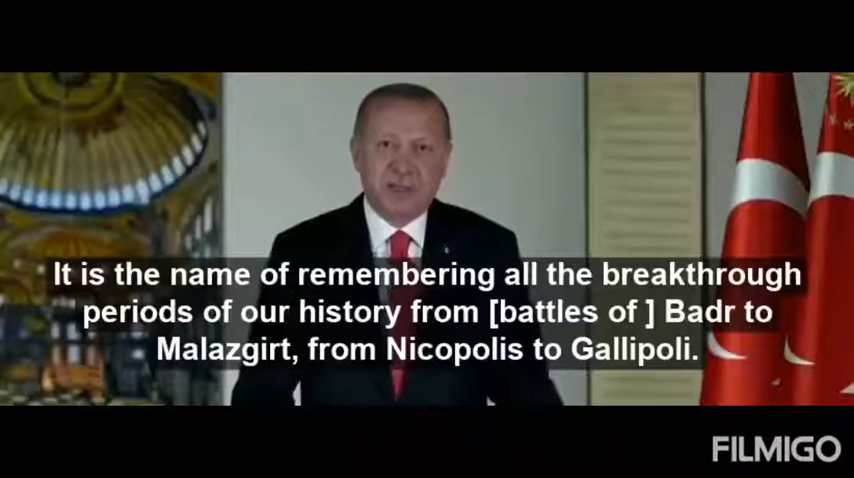 It is the name of remembering all the breakthrough
periods of our history from [battles of ] Badr to
Malazgirt, from Nicopolis to Gallipoli.
FILMIGO